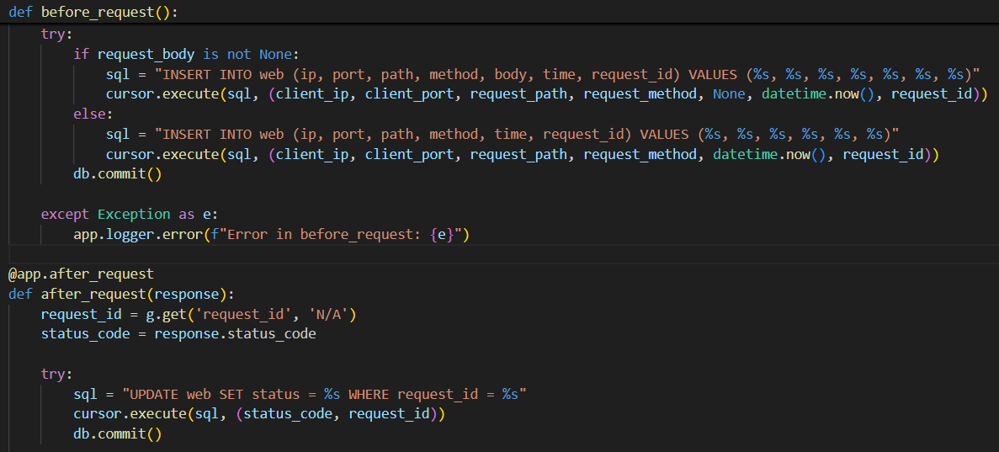 def before_request():
    try:
        if request_body is not None:
            sql = "INSERT INTO web (ip, port, path, method, body, time, request_id) VALUES (%s, %s, %s, %s, %s, %s, %s)"
            cursor.execute(sql, (client_ip, client_port, request_path, request_method, None, datetime.now(), request_id))
        else:
            sql = "INSERT INTO web (ip, port, path, method, time, request_id) VALUES (%s, %s, %s, %s, %s, %s)"
            cursor.execute(sql, (client_ip, client_port, request_path, request_method, datetime.now(), request_id))
        db.commit()

    except Exception as e:
        app.logger.error(f"Error in before_request: {e}")

@app.after_request
def after_request(response):
    request_id = g.get('request_id', 'N/A')
    status_code = response.status_code

    try:
        sql = "UPDATE web SET status = %s WHERE request_id = %s"
        cursor.execute(sql, (status_code, request_id))
        db.commit()